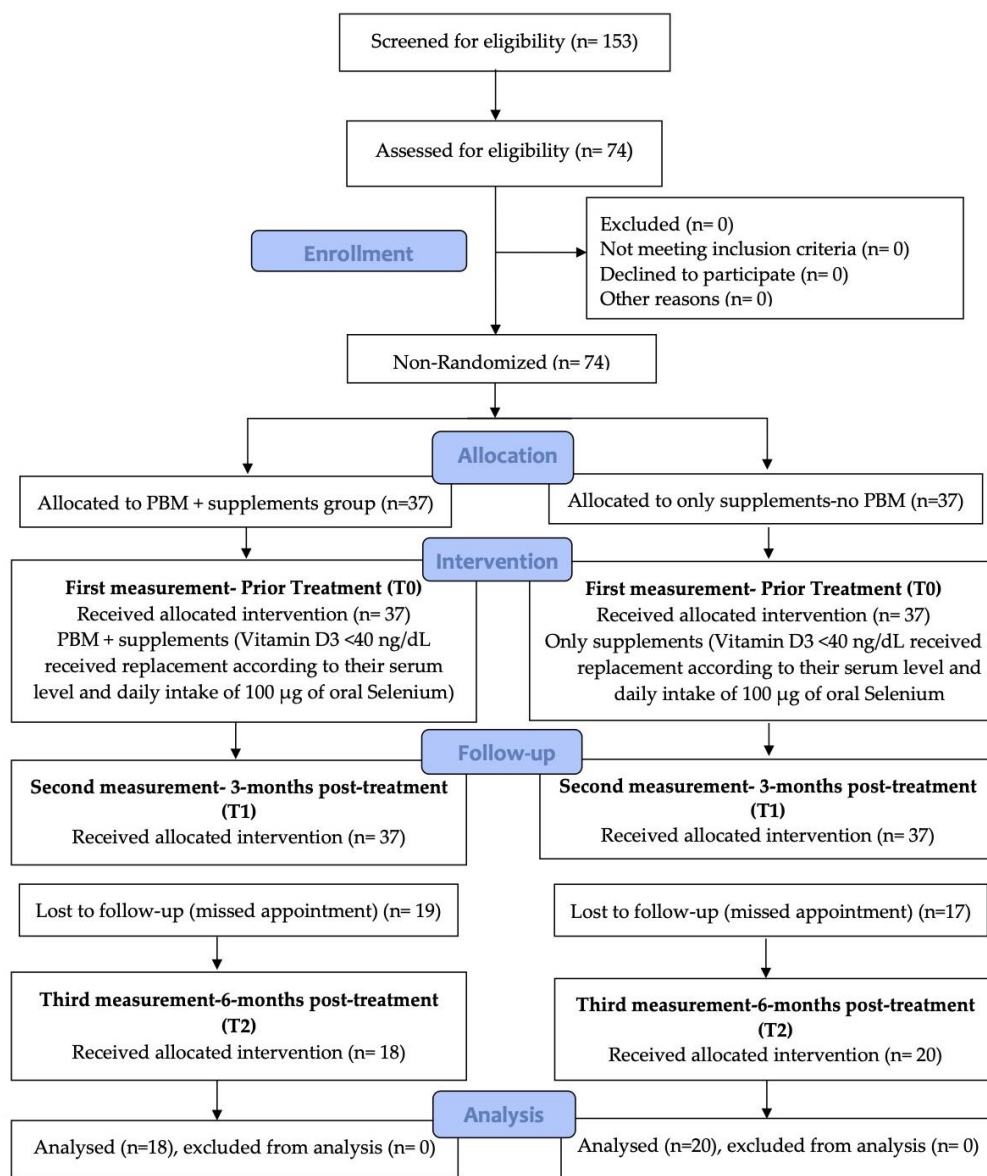 Screened for eligibility (n= 153)
Assessed for eligibility (n= 74)
Excluded (n= 0)
Not meeting inclusion criteria (n= 0)
Declined to participate (n= 0)
Other reasons (n= 0)
Enrollment
Non-Randomized (n= 74)
Allocation
Allocated to PBM + supplements group (n=37)
Allocated to only supplements-no PBM (n=37)
Intervention
First measurement- Prior Treatment (T0)
Received allocated intervention (n= 37)
PBM + supplements (Vitamin D3 <40 ng/dL
received replacement according to their serum
level and daily intake of 100 µg of oral Selenium)
First measurement- Prior Treatment (T0)
Received allocated intervention (n= 37)
Only supplements (Vitamin D3 <40 ng/dL received
replacement according to their serum level and
daily intake of 100 µg of oral Selenium
Follow-up
Second measurement- 3-months post-treatment
(T1)
Received allocated intervention (n= 37)
Second measurement- 3-months post-treatment
(T1)
Received allocated intervention (n= 37)
Lost to follow-up (missed appointment) (n= 19)
Lost to follow-up (missed appointment) (n=17)
Third measurement-6-months post-treatment
(T2)
Received allocated intervention (n= 18)
Third measurement-6-months post-treatment
(T2)
Received allocated intervention (n= 20)
Analysis
Analysed (n=18), excluded from analysis (n= 0)
Analysed (n=20), excluded from analysis (n= 0)